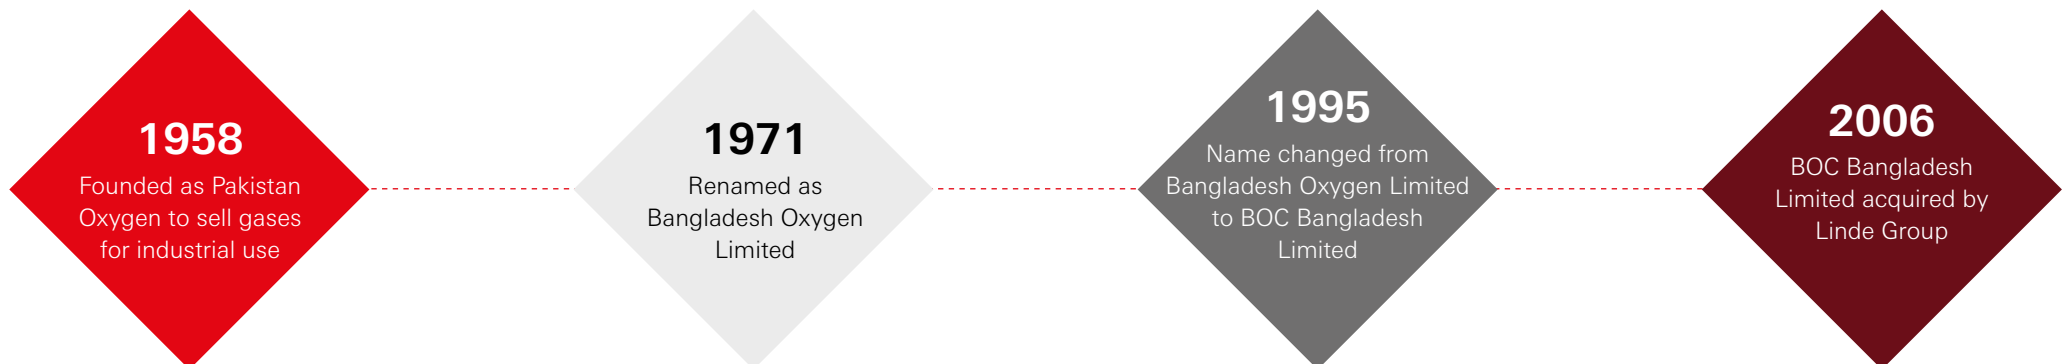 1958
Founded as Pakistan
Oxygen to sell gases
for industrial use
1971
Renamed as
Bangladesh Oxygen
Limited
1995
Name changed from
Bangladesh Oxygen Limited
to BOC Bangladesh
Limited
2006
BOC Bangladesh
Limited acquired by
Linde Group